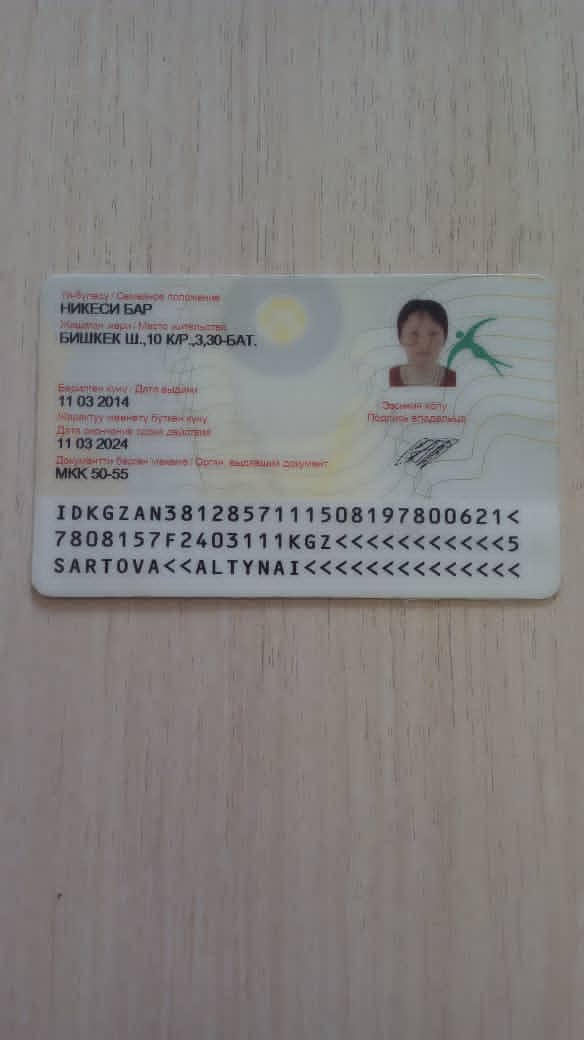 Үй-бүлөсү / Семейное положение
НИКЕСИ БАР
Жашаган жери / Место жительства
БИШКЕК Ш.,10 К/Р.,3,30-БАТ.
Берилген күнү / Дата выдачи
11 03 2014
Жарактуу мөөнөтү бүткөн күнү
Дата окончания срока действия
11 03 2024
Документти берген мекеме / Орган, выдавший документ
МКК 50-55
Ээсинин колу
Подпись владельца
IDKGZAN3812857111508197800621<
7808157F2403111KGZ<<<<<<<<<<<5
SARTOVA<<ALTYNAI<<<<<<<<<<<<<<